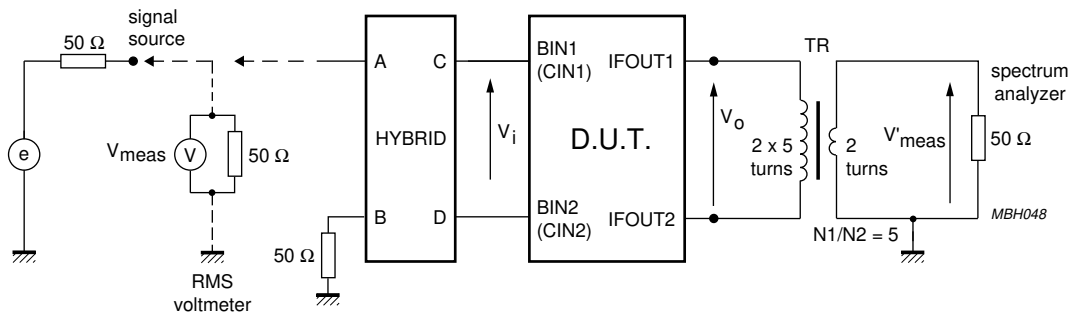 signal
source
50 Ω
e
Vmeas
V
50 Ω
RMS
voltmeter
A
C
HYBRID
B
D
50 Ω
Vi
BIN1
(CIN1)
IFOUT1
D.U.T.
BIN2
(CIN2)
IFOUT2
Vo
TR
2 x 5
turns
2
turns
N1/N2 = 5
V'meas
spectrum
analyzer
50 Ω
MBH048